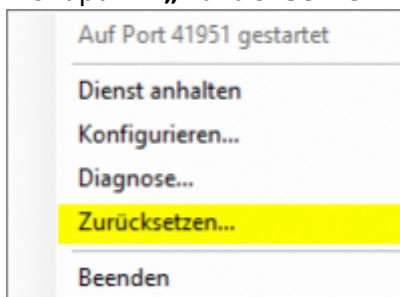 Auf Port 41951 gestartet
Dienst anhalten
Konfigurieren...
Diagnose...
Zurücksetzen...
Beenden